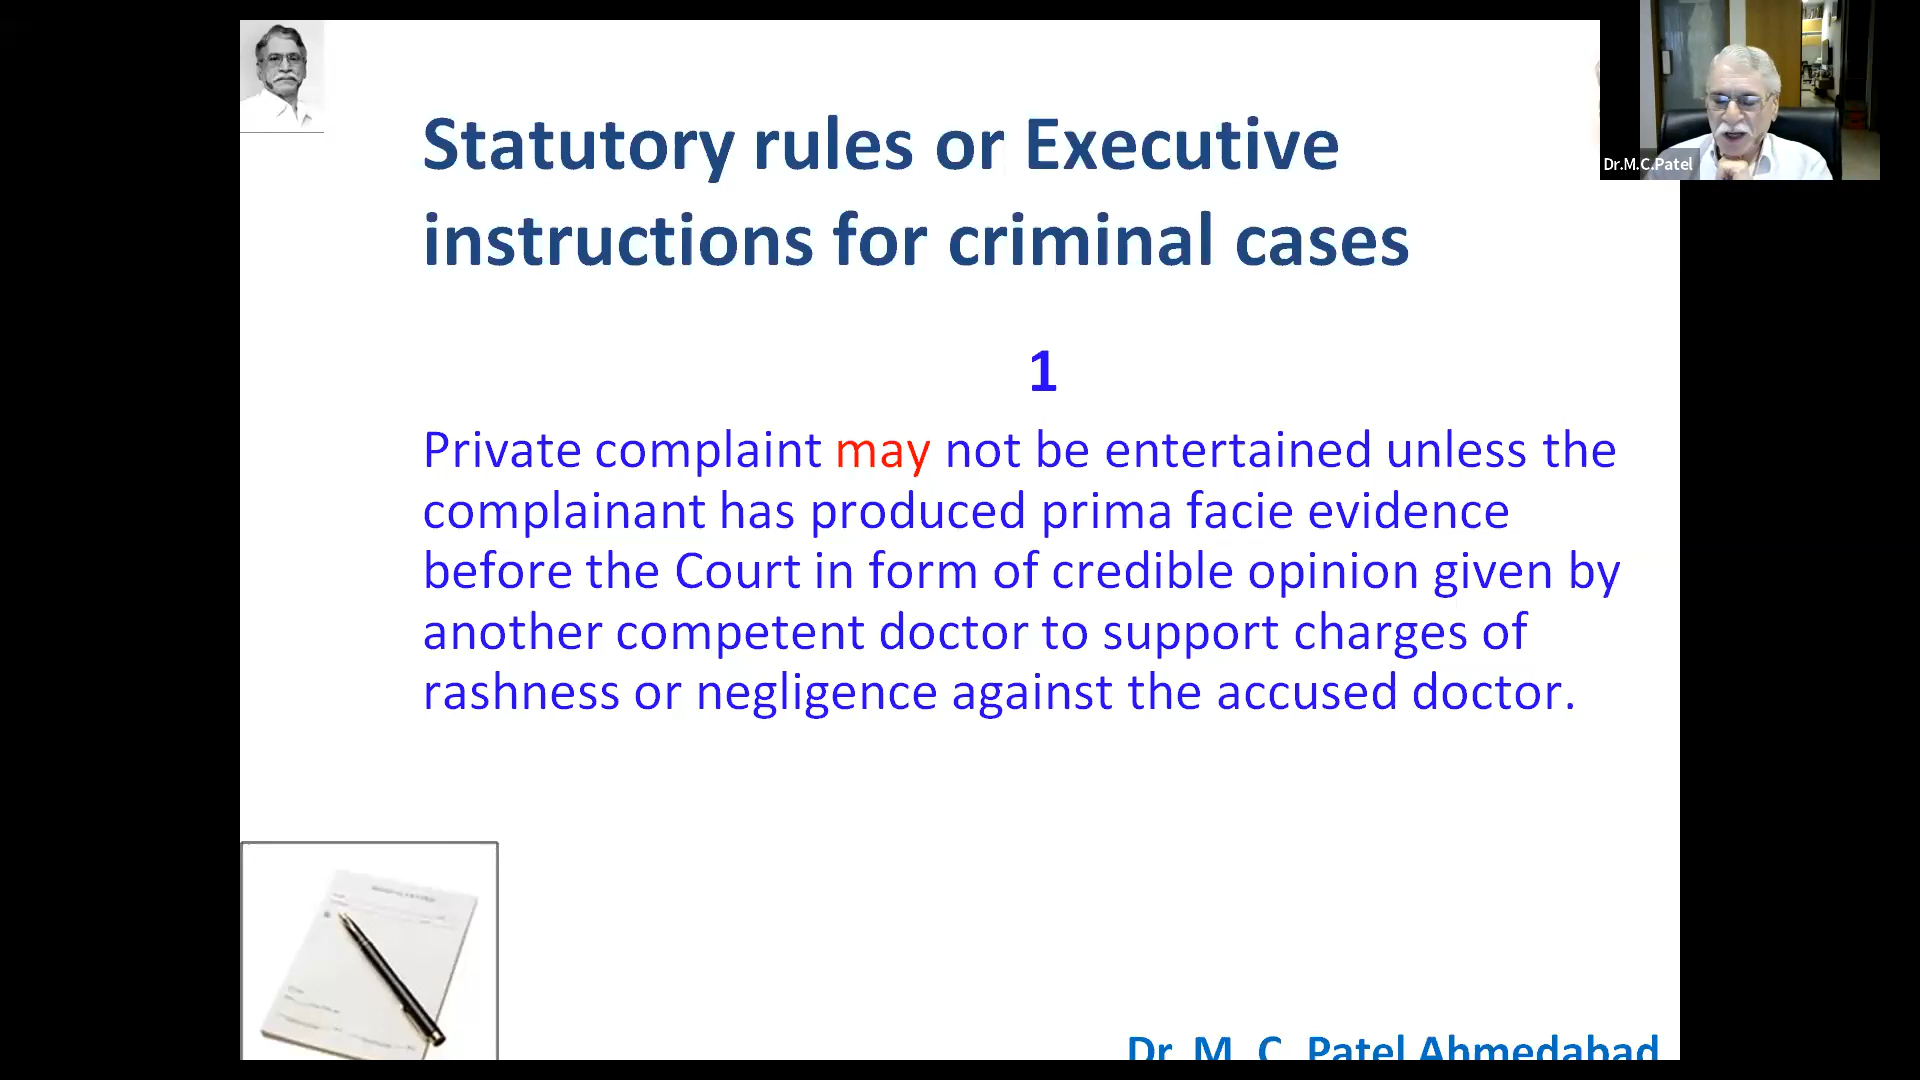 Statutory rules or Executive
instructions for criminal cases
Dr.M.C.Patel
1
Private complaint may not be entertained unless the
complainant has produced prima facie evidence
before the Court in form of credible opinion given by
another competent doctor to support charges of
rashness or negligence against the accused doctor.
Dr. M. C. Patel Ahmedabad